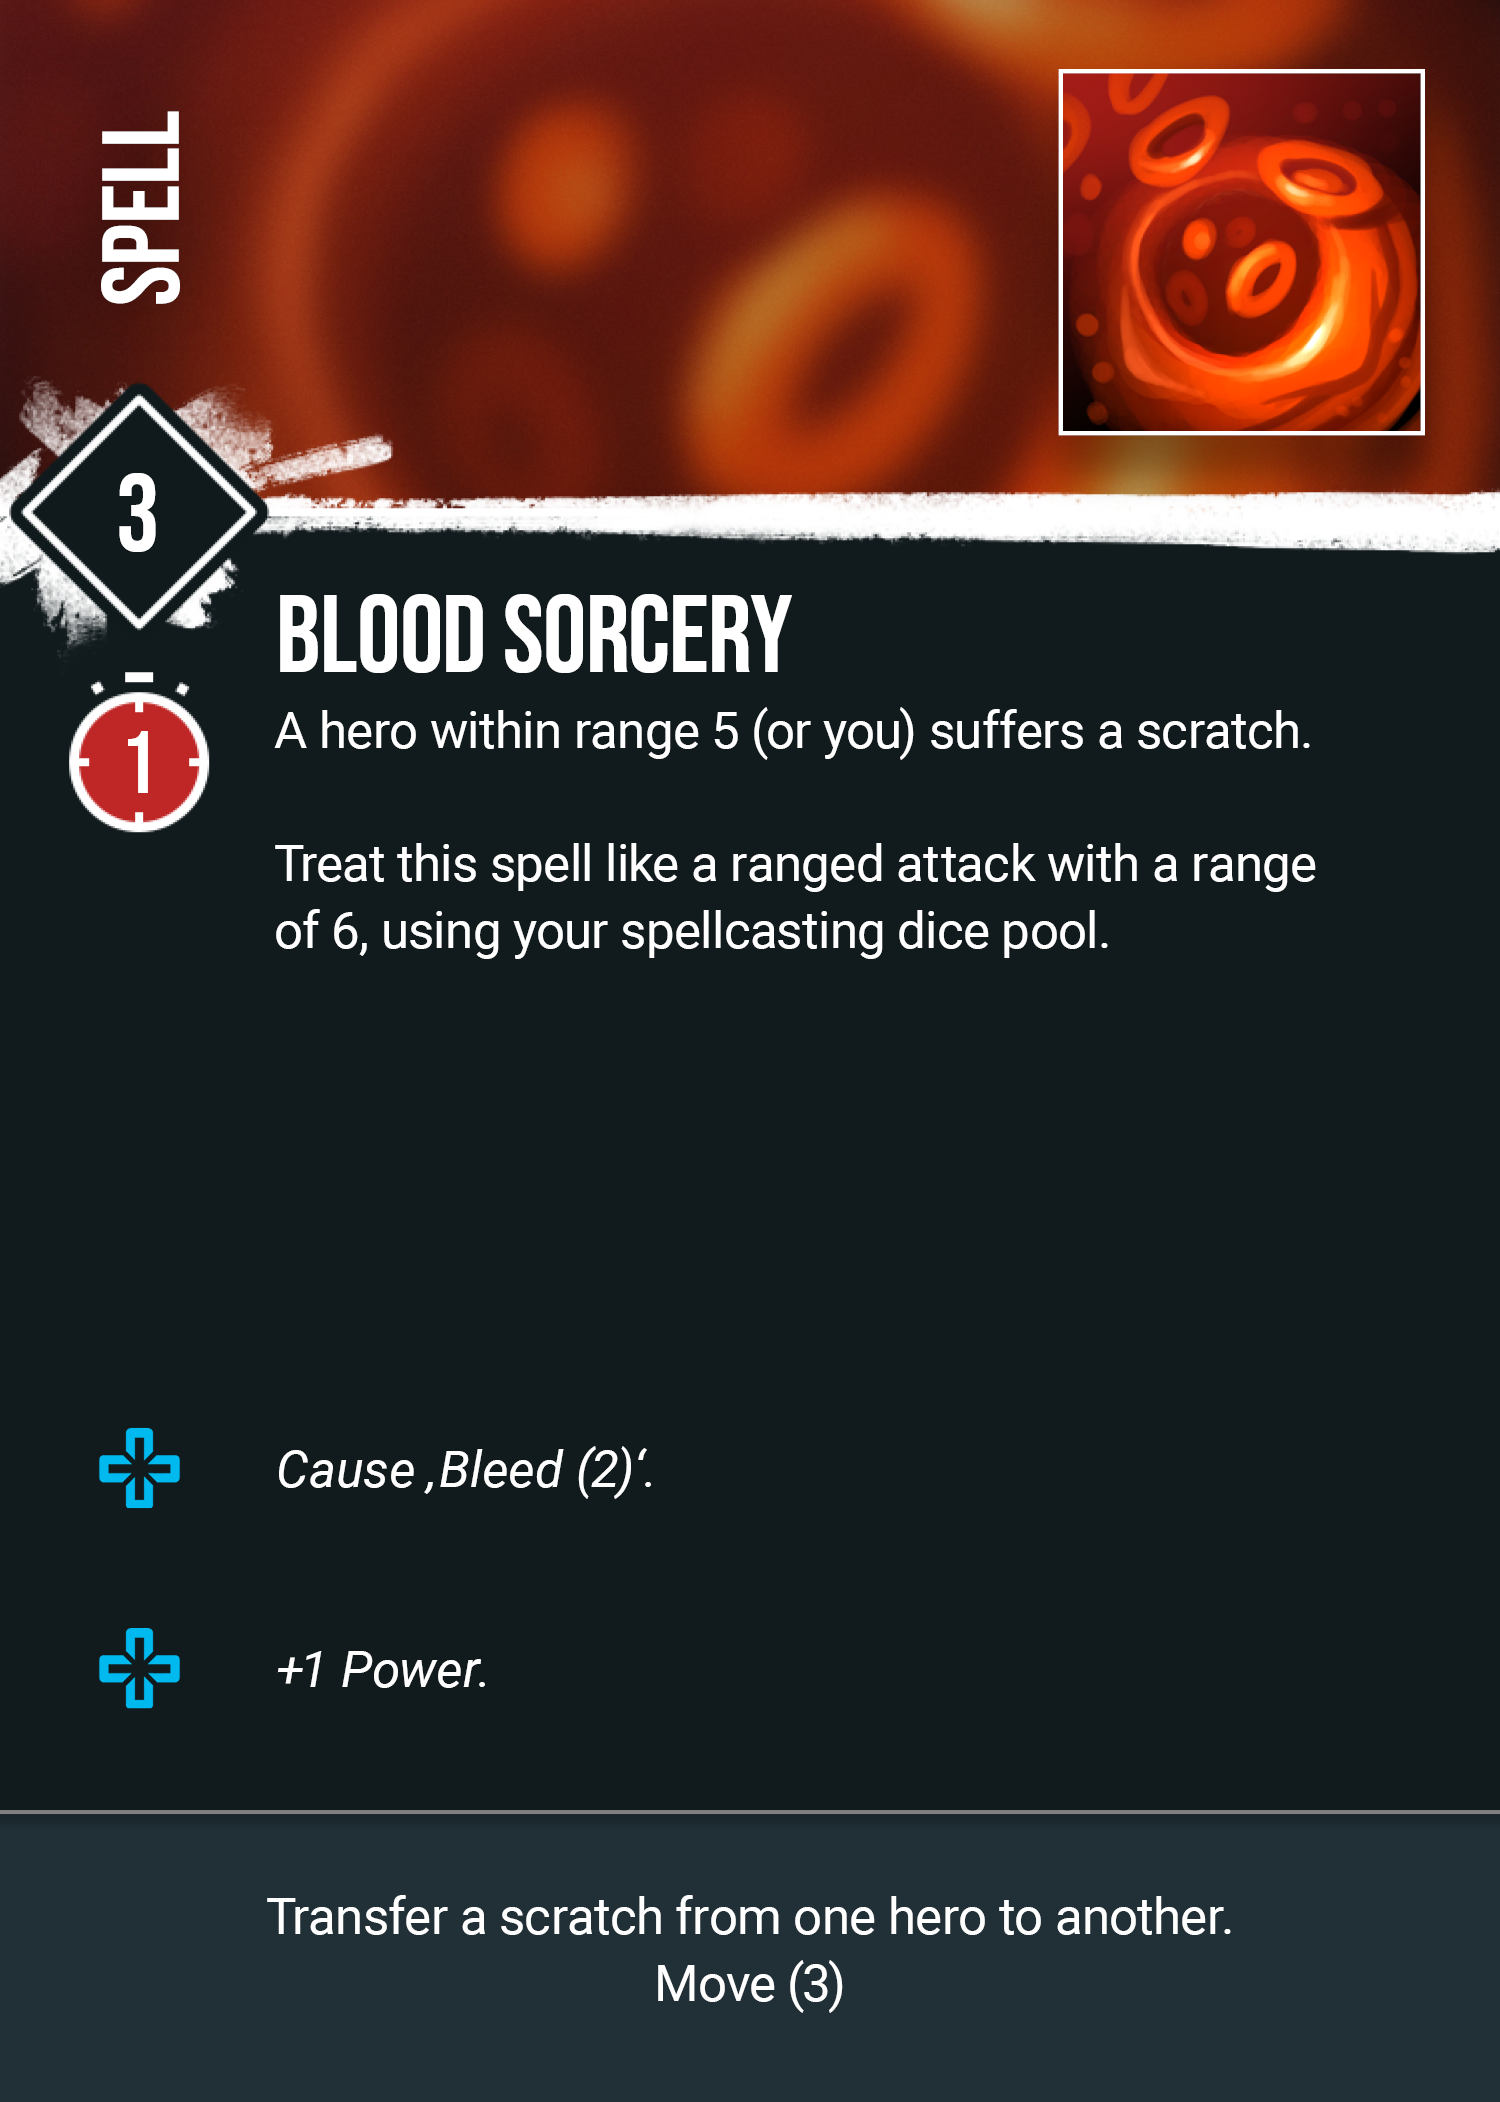 SPELL
3
BLOOD SORCERY
1
A hero within range 5 (or you) suffers a scratch.
Treat this spell like a ranged attack with a range
of 6, using your spellcasting dice pool.
Cause ‚Bleed (2)‘.
+1 Power.
Transfer a scratch from one hero to another.
Move (3)